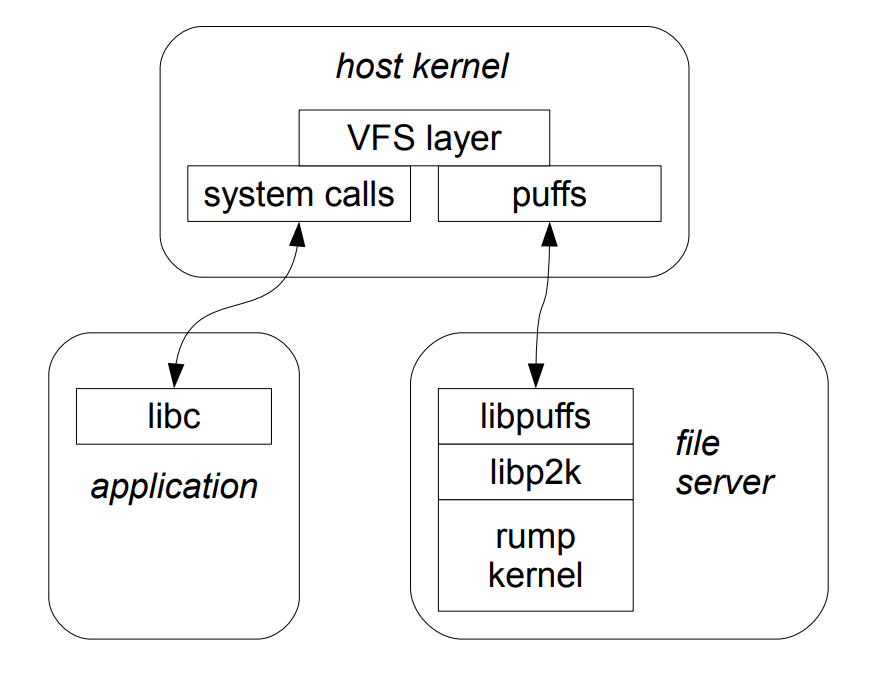 host kernel
VFS layer
system calls
puffs
libc
application
libpuffs
libp2k
rump
kernel
file
server